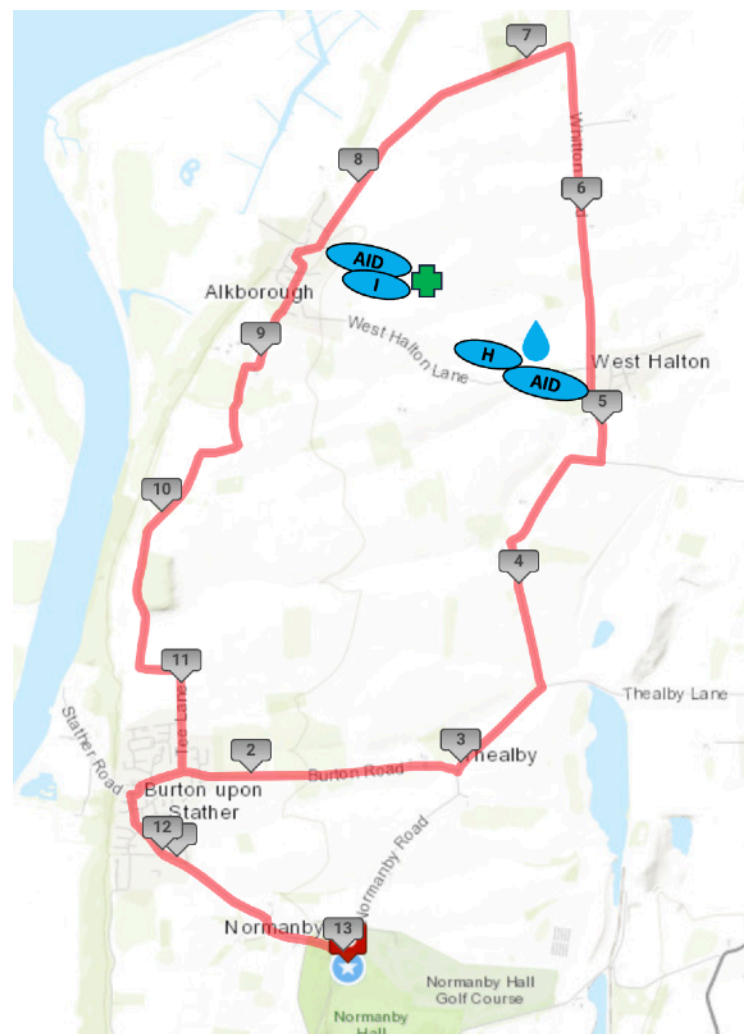 7
8
6
Whitton
AID
I
Alkborough
9
West Halton Lane
H
AID
West Halton
5
10
4
11
Thealby Lane
Stather Road
Tee Lane
2
3
Burton Road
Burton upon
Stather
12
Normanby Road
Normanby
13
Normanby Hall
Golf Course
Normanby
Hall